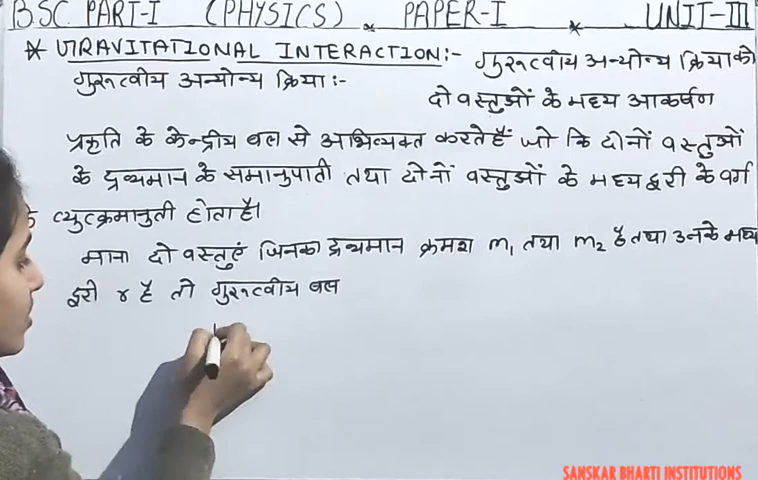 BSC PART-I (PHYSICS) ~ PAPER-I * UNIT-III
* GRAVITATIONAL INTERACTION:- गुरूत्वीय अन्योन्य क्रिया को
गुरूत्वीय अन्योन्य क्रिया:-
दो वस्तुओं के मध्य आकर्षण
प्रकृति के केन्द्रीय बल से अभिव्यक्त करते हैं जो कि दोनों वस्तुओं
के द्रव्यमान के समानुपाती तथा दोनों वस्तुओं के मध्य दूरी के वर्ग
के व्युत्क्रमानुती होता है।
माना दो वस्तुएं जिनका द्रव्यमान क्रमश m₁ तथा m₂ है तथा उनके मध्य
दूरी r है तो गुरूत्वीय बल
SANSKAR BHARTI INSTITUTIONS